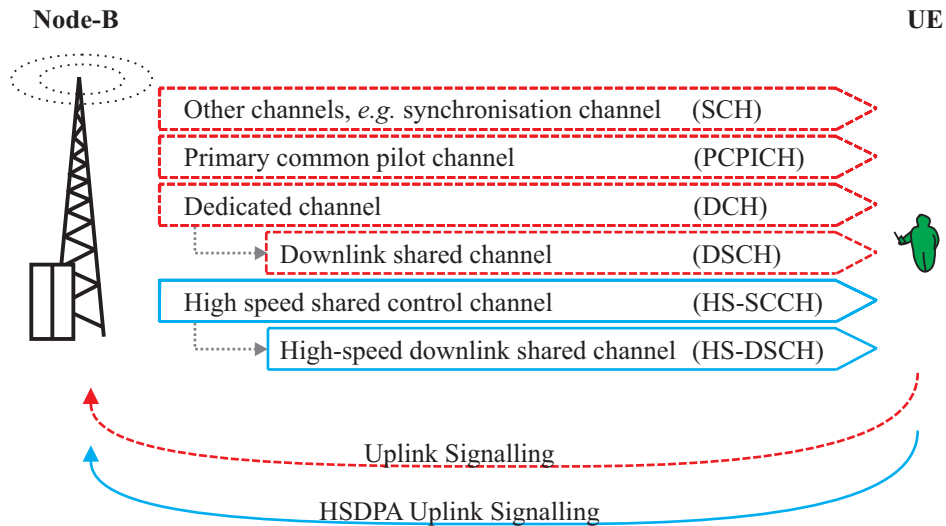 Node-B UE
Other channels, e.g. synchronisation channel (SCH)
Primary common pilot channel (PCPICH)
Dedicated channel (DCH)
Downlink shared channel (DSCH)
High speed shared control channel (HS-SCCH)
High-speed downlink shared channel (HS-DSCH)
Uplink Signalling
HSDPA Uplink Signalling